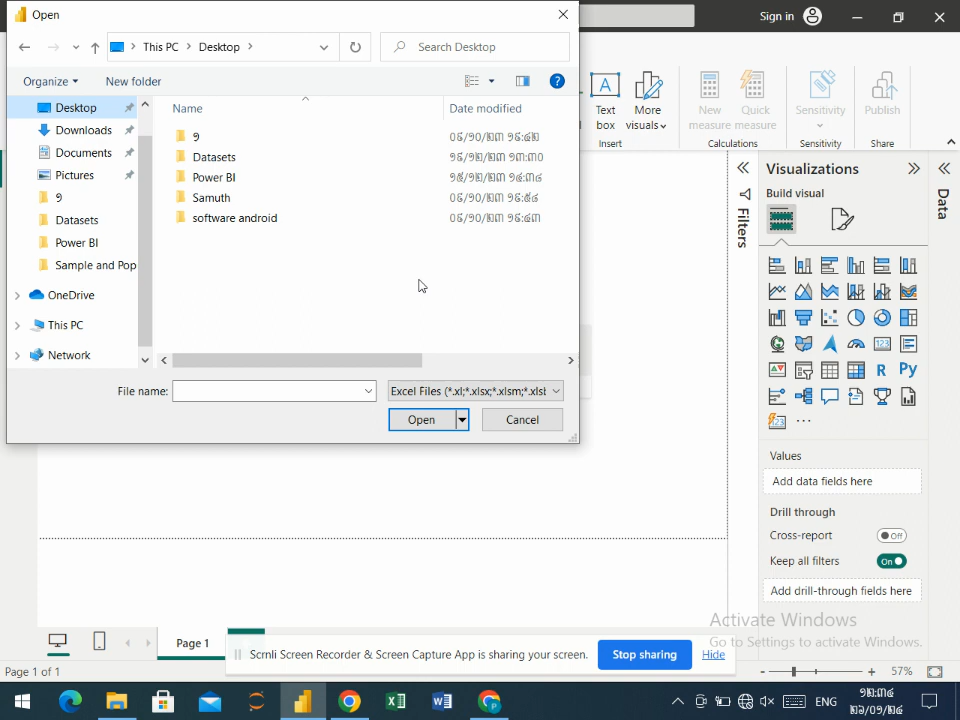 Open
Sign in
This PC > Desktop >
Search Desktop
Organize
New folder
Name
Date modified
Desktop
Downloads
Documents
Pictures
Datasets
Power BI
Sample and Pop
OneDrive
This PC
Network
Datasets
Power BI
Samuth
software android
File name:
Excel Files (*.xl;*.xlsx;*.xlsm;*.xlsb
Open
Cancel
Text box
More visuals
New measure
Quick measure
Sensitivity
Publish
Insert
Calculations
Sensitivity
Share
Filters
Visualizations
Build visual
Data
123
R
Py
123
Values
Add data fields here
Drill through
Cross-report
Off
Keep all filters
On
Add drill-through fields here
Activate Windows
Go to Settings to activate Windows.
Page 1
Scrnli Screen Recorder & Screen Capture App is sharing your screen.
Stop sharing
Hide
Page 1 of 1
57%
ENG